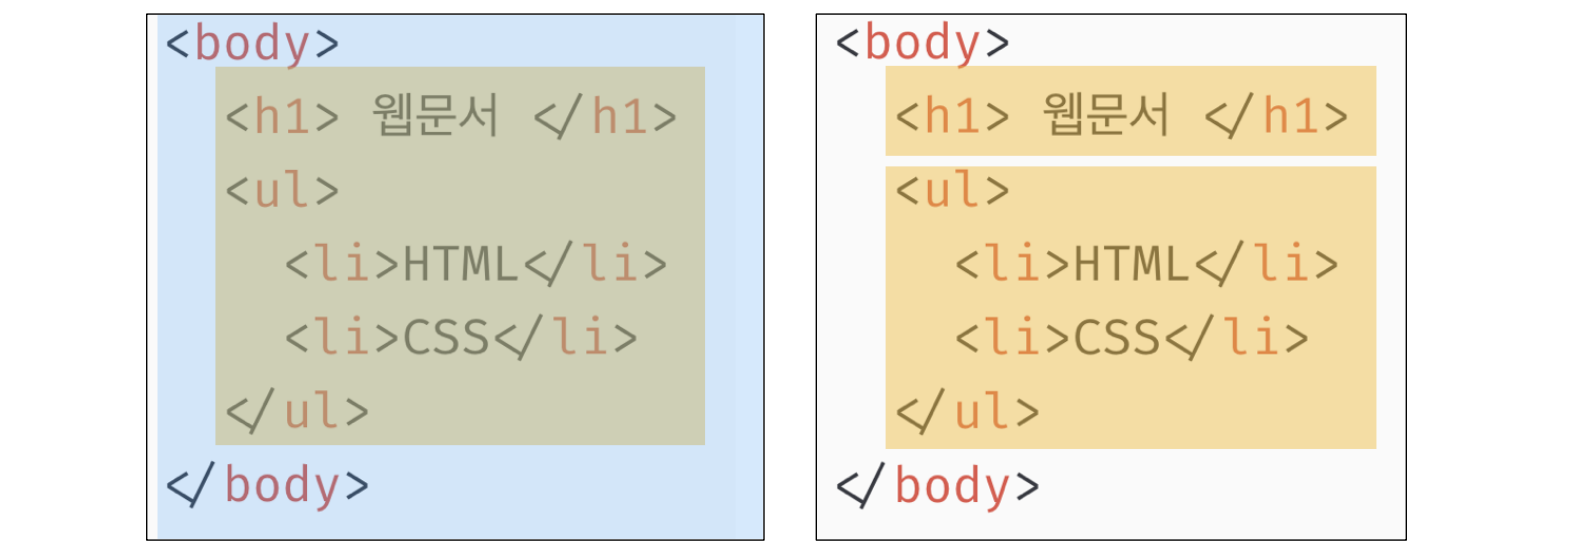 <body>
<h1> 웹문서 </h1>
<ul>
<li>HTML</li>
<li>CSS</li>
</ul>
</body>
<body>
<h1> 웹문서 </h1>
<ul>
<li>HTML</li>
<li>CSS</li>
</ul>
</body>